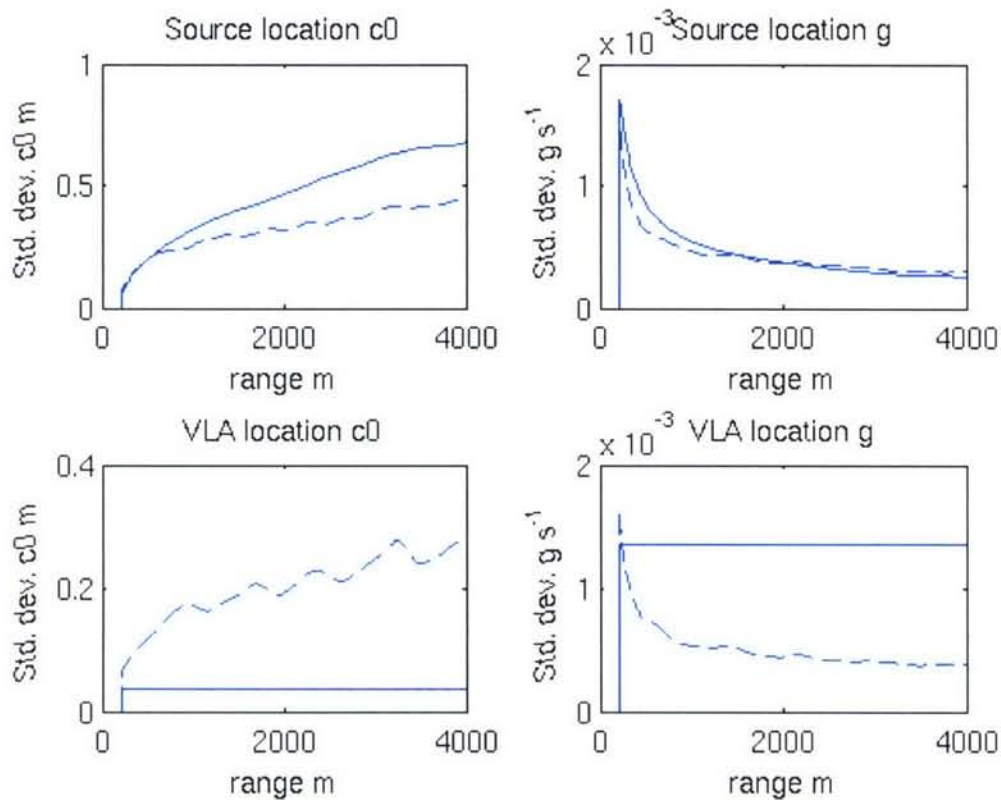 Source location c0
Std. dev. c0 m
1
0.5
0
0
2000
4000
range m
2 x 10^-3
Source location g
Std. dev. g s^-1
2
1
0
0
2000
4000
range m
VLA location c0
Std. dev. c0 m
0.4
0.2
0
0
2000
4000
range m
x 10^-3
VLA location g
Std. dev. g s^-1
2
1
0
0
2000
4000
range m